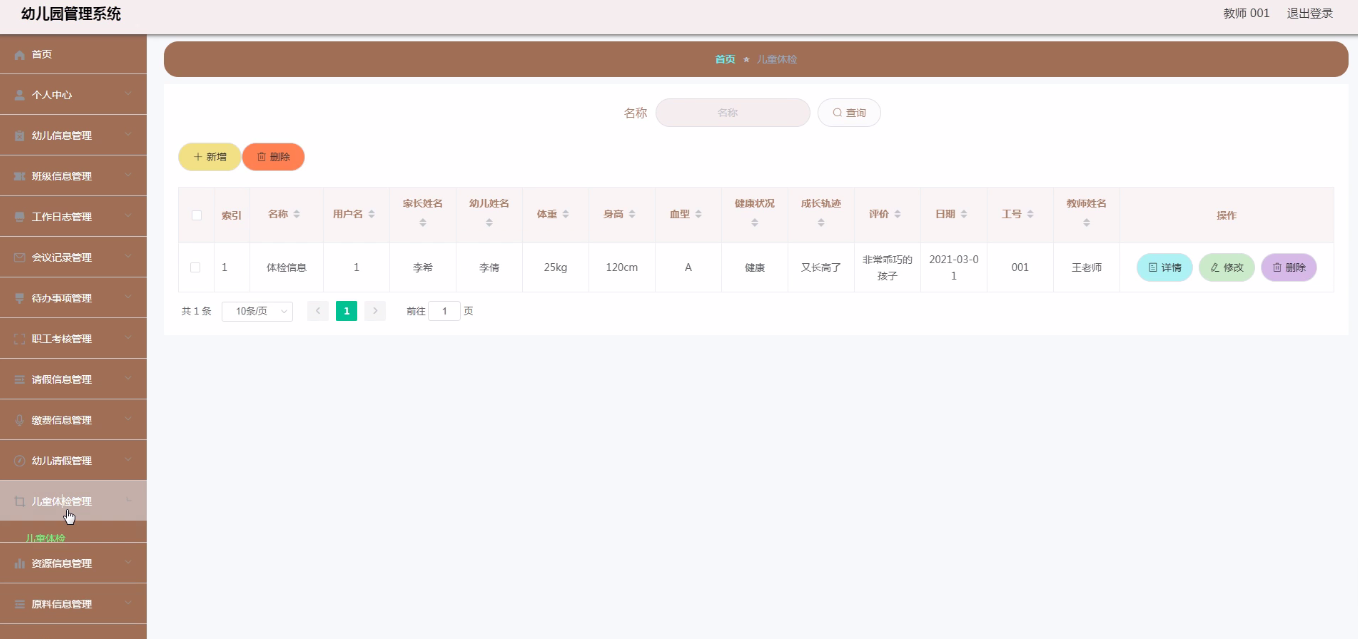 幼儿园管理系统
教师 001 退出登录
首页
个人中心
幼儿信息管理
班级信息管理
工作日志管理
会议记录管理
待办事项管理
职工考核管理
请假信息管理
缴费信息管理
幼儿请假管理
儿童体检管理
儿童体检
资源信息管理
原料信息管理
首页 儿童体检
名称 名称 查询
新增 删除
索引 名称 用户名 家长姓名 幼儿姓名 体重 身高 血型 健康状况 成长轨迹 评价 日期 工号 教师姓名 操作
1 体检信息 1 李希 李倩 25kg 120cm A 健康 又长高了 非常乖巧的孩子 2021-03-01 001 王老师 详情 修改 删除
共 1 条 10条/页 1 前往 1 页